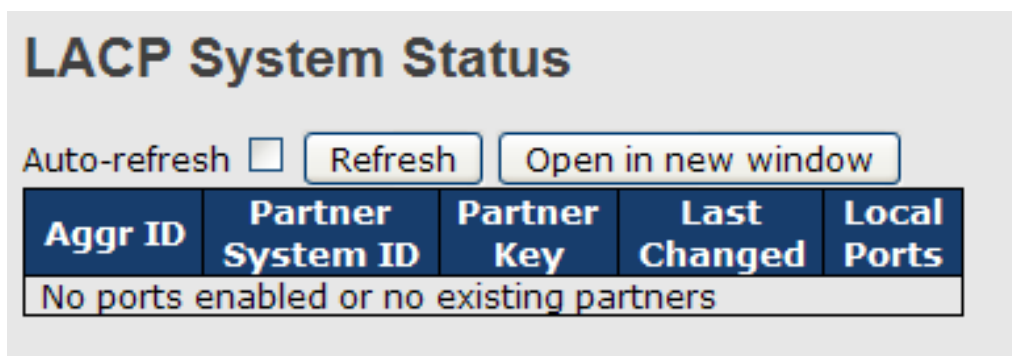 LACP System Status
Auto-refresh Refresh Open in new window
Aggr ID Partner System ID Partner Key Last Changed Local Ports
No ports enabled or no existing partners